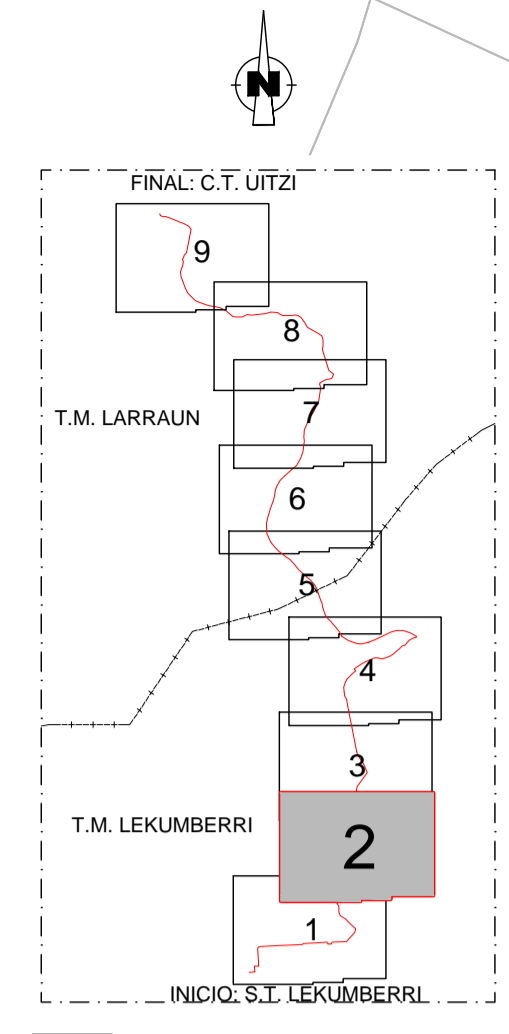 N
FINAL: C.T. UITZI
9
8
T.M. LARRAUN
7
6
5
4
3
T.M. LEKUMBERRI
2
1
INICIO: S.T. LEKUMBERRI